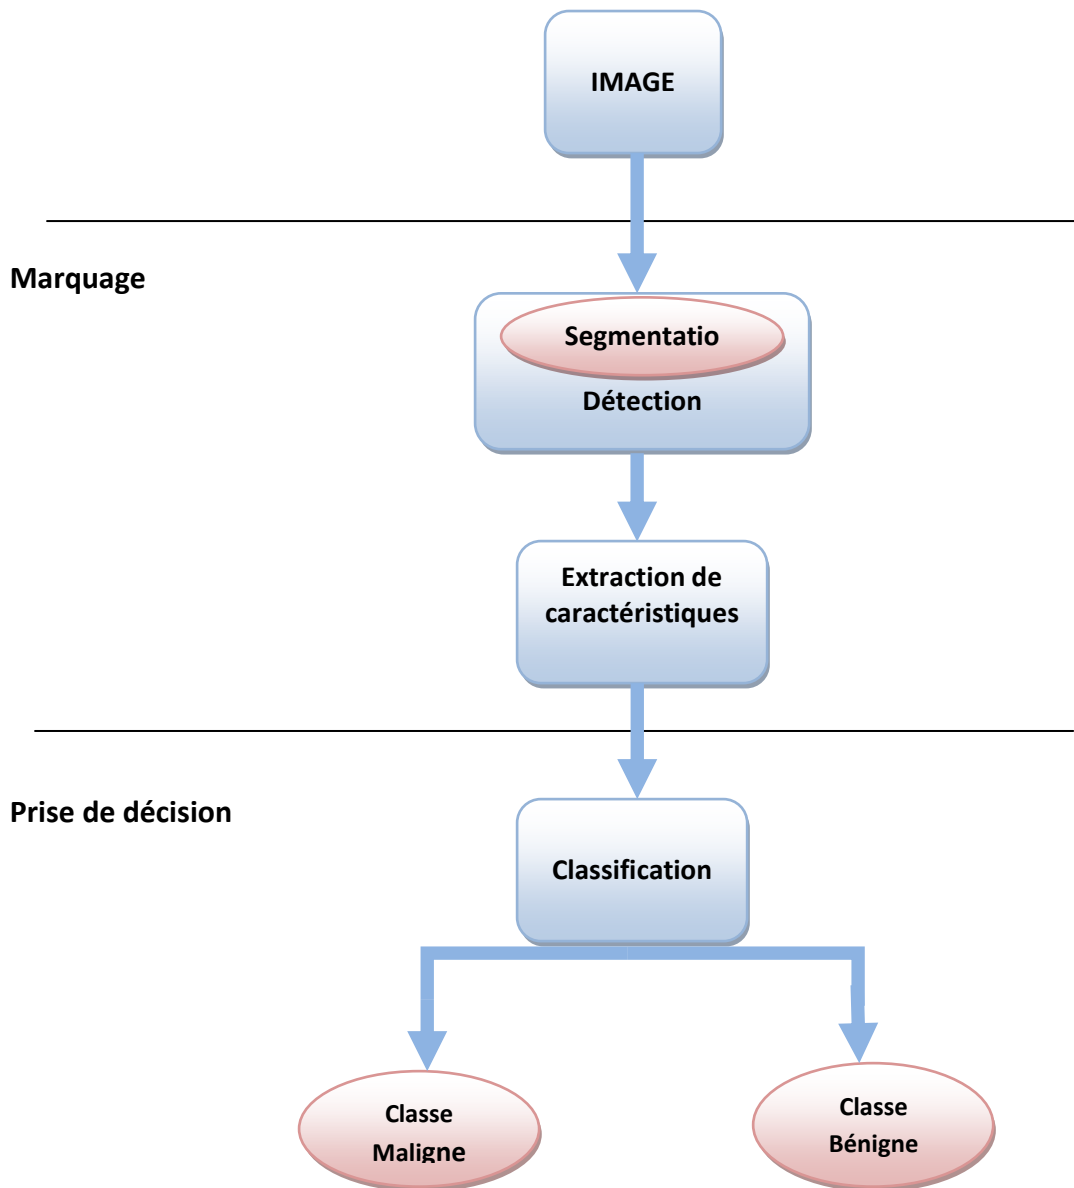 IMAGE
Marquage
Segmentatio
Détection
Extraction de
caractéristiques
Prise de décision
Classification
Classe
Maligne
Classe
Bénigne